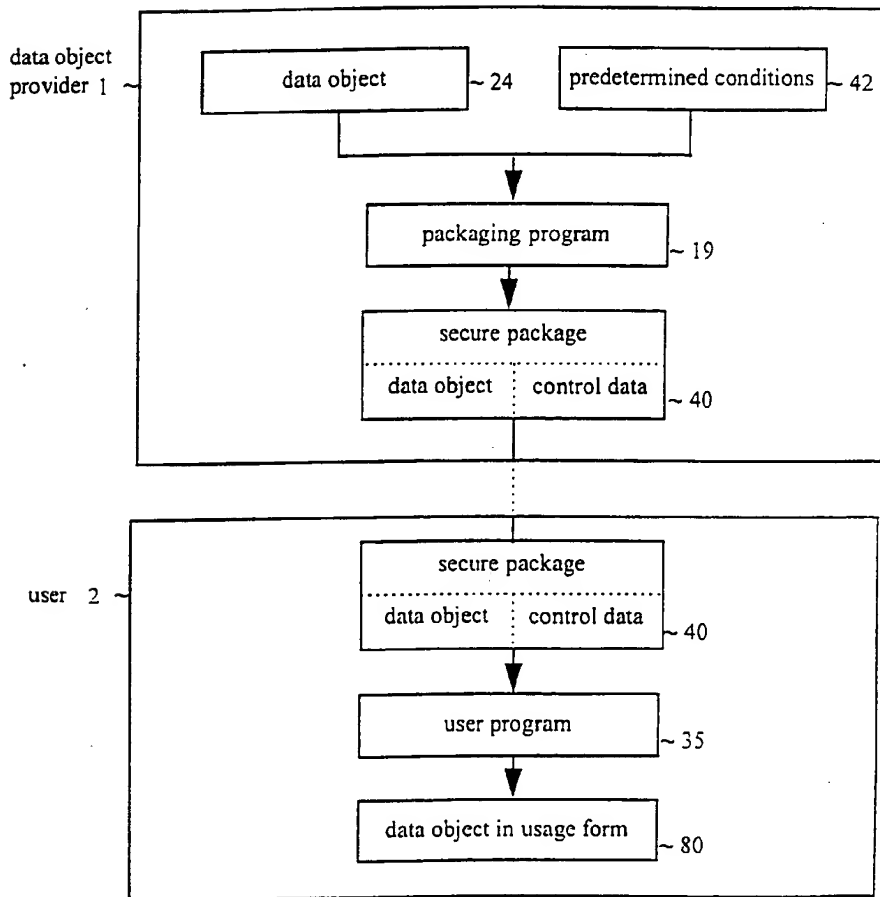 data object
provider 1 ~
data object
~ 24
predetermined conditions
~ 42
packaging program
~ 19
secure package
data object
control data
~ 40
user 2 ~
secure package
data object
control data
~ 40
user program
~ 35
data object in usage form
~ 80